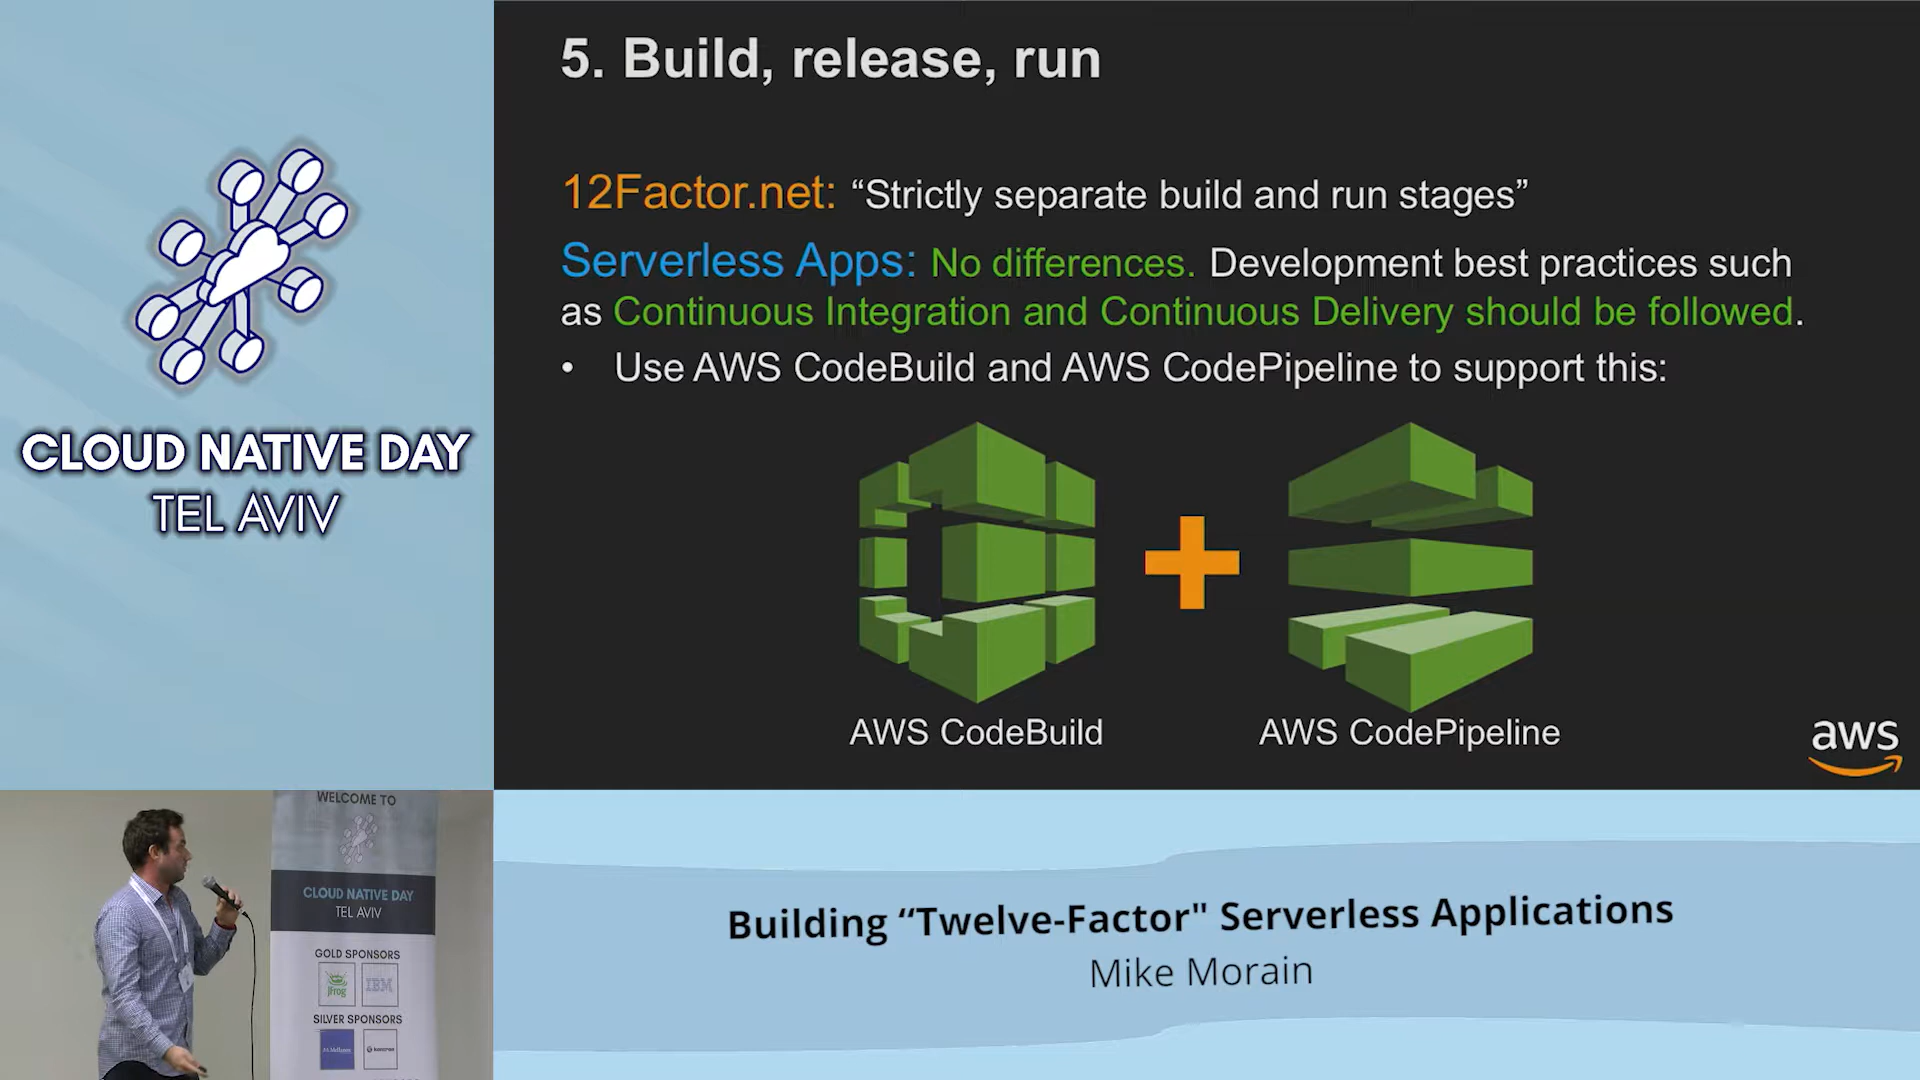 5. Build, release, run
12Factor.net: “Strictly separate build and run stages”
Serverless Apps: No differences. Development best practices such
as Continuous Integration and Continuous Delivery should be followed.
• Use AWS CodeBuild and AWS CodePipeline to support this:
AWS CodeBuild
AWS CodePipeline
aws
CLOUD NATIVE DAY
TEL AVIV
WELCOME TO
CLOUD NATIVE DAY
TEL AVIV
GOLD SPONSORS
JFrog
IBM
SILVER SPONSORS
Building “Twelve-Factor" Serverless Applications
Mike Morain